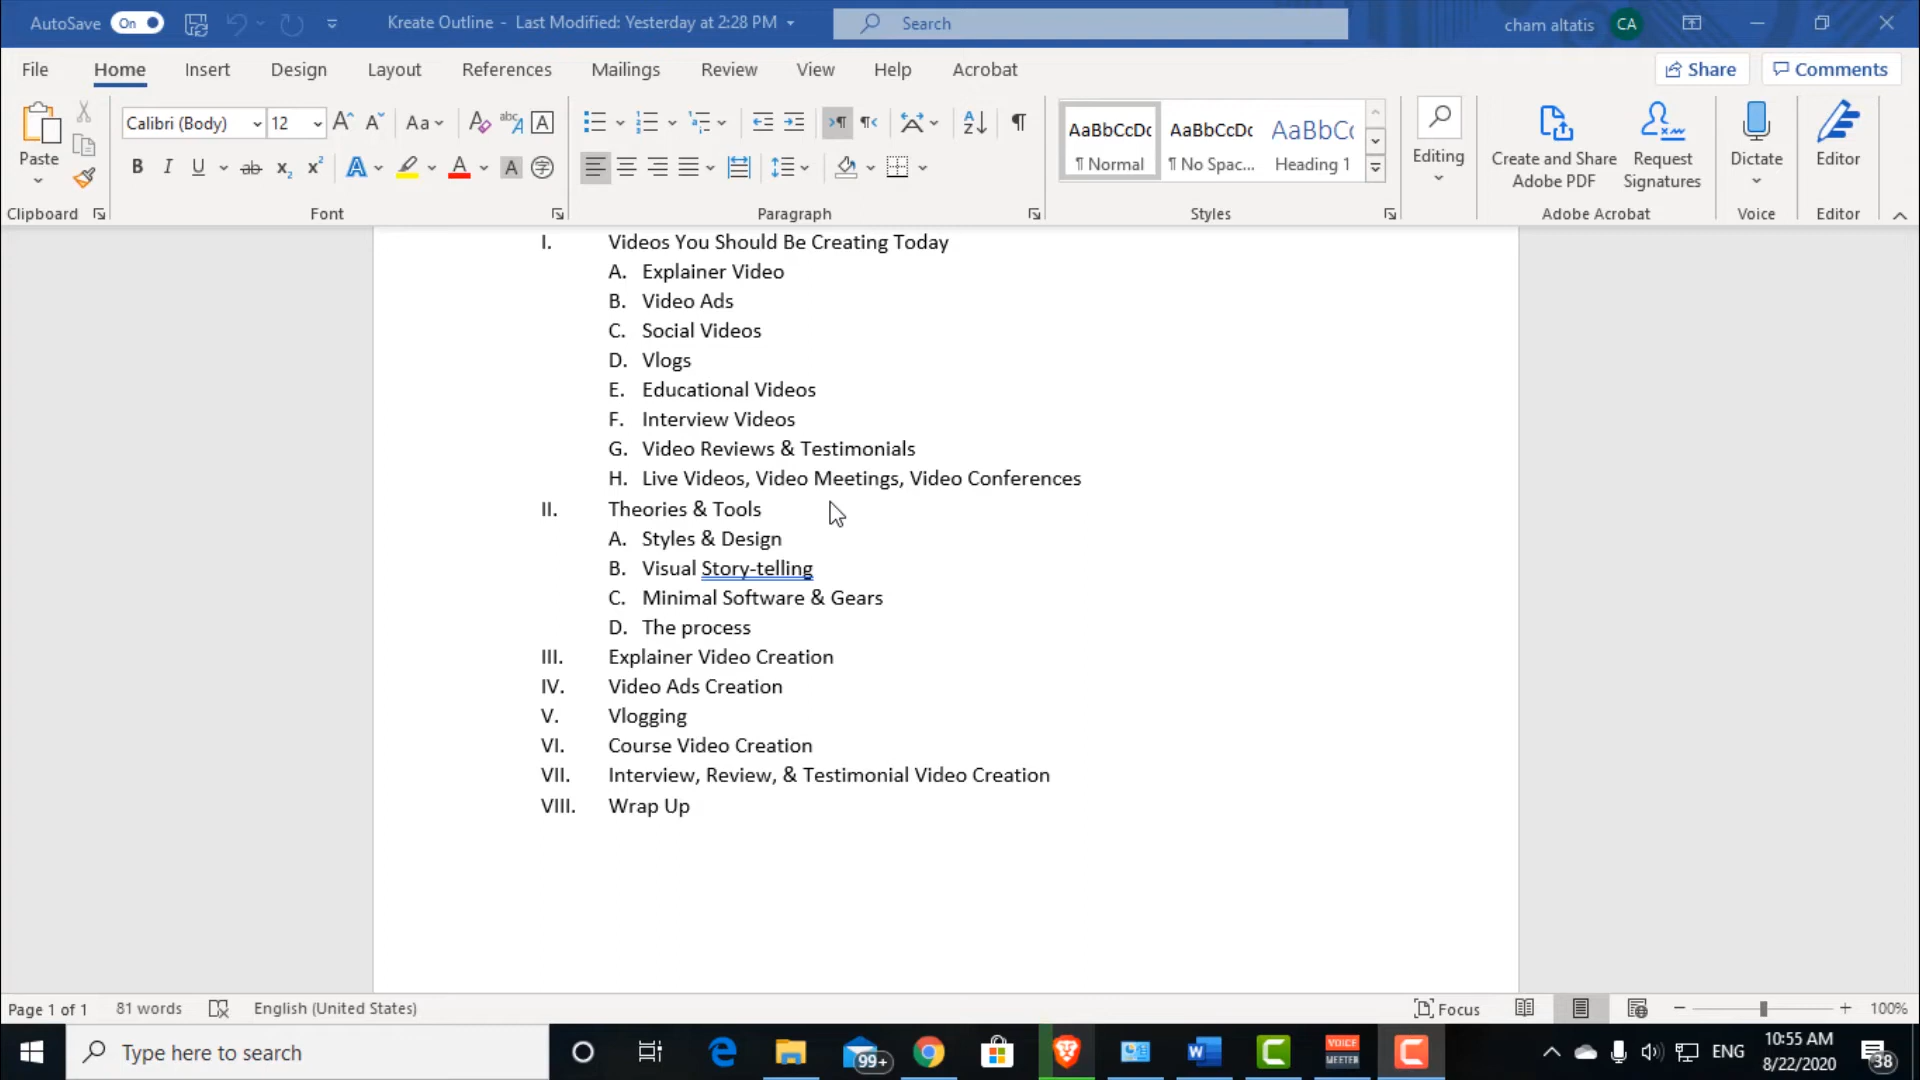 AutoSave On Kreate Outline - Last Modified: Yesterday at 2:28 PM Search cham altatis CA
File Home Insert Design Layout References Mailings Review View Help Acrobat Share Comments
Paste Calibri (Body) 12 Aa AaBbCcDc AaBbCcDc AaBbC
¶ Normal ¶ No Spac... Heading 1
Editing Create and Share Adobe PDF Request Signatures Dictate Editor
Clipboard Font Paragraph Styles Adobe Acrobat Voice Editor
I. Videos You Should Be Creating Today
A. Explainer Video
B. Video Ads
C. Social Videos
D. Vlogs
E. Educational Videos
F. Interview Videos
G. Video Reviews & Testimonials
H. Live Videos, Video Meetings, Video Conferences
II. Theories & Tools
A. Styles & Design
B. Visual Story-telling
C. Minimal Software & Gears
D. The process
III. Explainer Video Creation
IV. Video Ads Creation
V. Vlogging
VI. Course Video Creation
VII. Interview, Review, & Testimonial Video Creation
VIII. Wrap Up
Page 1 of 1 81 words English (United States) Focus 100%
Type here to search 99+ VOICE MEETER ENG 10:55 AM 8/22/2020 38